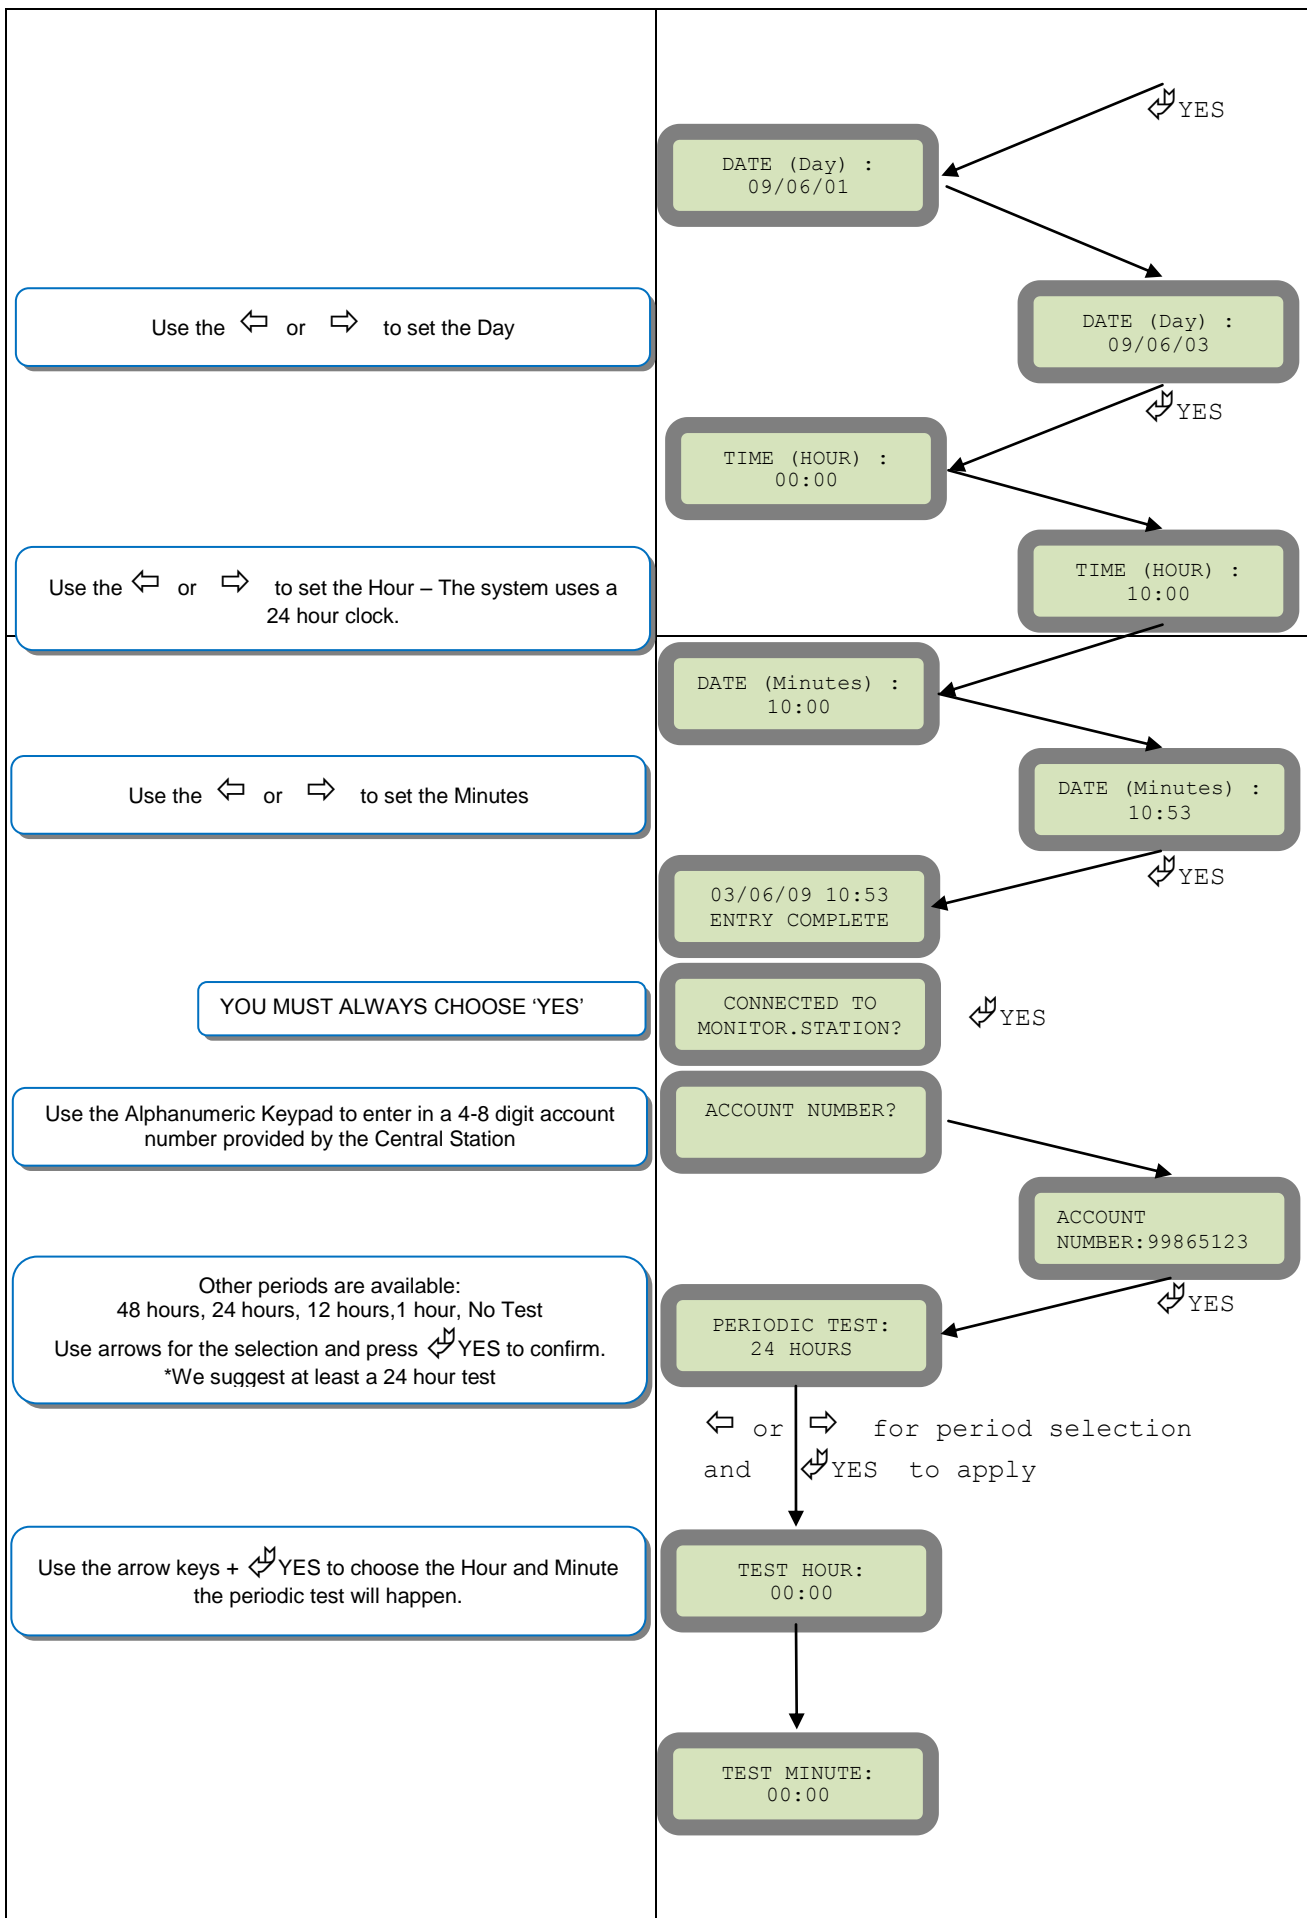 YES
DATE (Day) :
09/06/01
Use the ⇦ or ⇨ to set the Day
DATE (Day) :
09/06/03
YES
TIME (HOUR) :
00:00
Use the ⇦ or ⇨ to set the Hour – The system uses a
24 hour clock.
TIME (HOUR) :
10:00
DATE (Minutes) :
10:00
Use the ⇦ or ⇨ to set the Minutes
DATE (Minutes) :
10:53
YES
03/06/09 10:53
ENTRY COMPLETE
YOU MUST ALWAYS CHOOSE ‘YES’
CONNECTED TO
MONITOR.STATION?
YES
Use the Alphanumeric Keypad to enter in a 4-8 digit account
number provided by the Central Station
ACCOUNT NUMBER?
ACCOUNT
NUMBER:99865123
YES
Other periods are available:
48 hours, 24 hours, 12 hours,1 hour, No Test
Use arrows for the selection and press YES to confirm.
*We suggest at least a 24 hour test
PERIODIC TEST:
24 HOURS
⇦ or ⇨ for period selection
and YES to apply
Use the arrow keys + YES to choose the Hour and Minute
the periodic test will happen.
TEST HOUR:
00:00
TEST MINUTE:
00:00